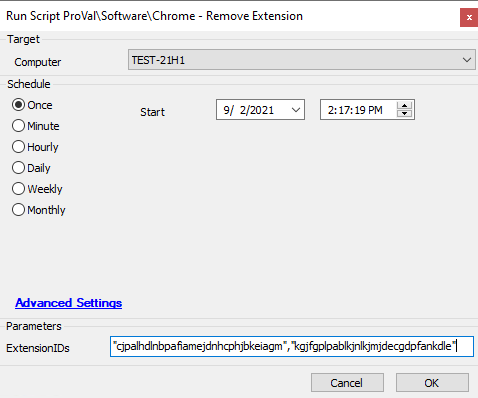 Run Script ProVal\Software\Chrome - Remove Extension x
Target
Computer TEST-21H1
Schedule
Once Start 9/ 2/2021 2:17:19 PM
Minute
Hourly
Daily
Weekly
Monthly
Advanced Settings
Parameters
ExtensionIDs "cjpalhdlnbpafiamejdnhcphjbkeiagm","kgjfgplpablkjnlkjmjdecgdpfankdle"
Cancel OK